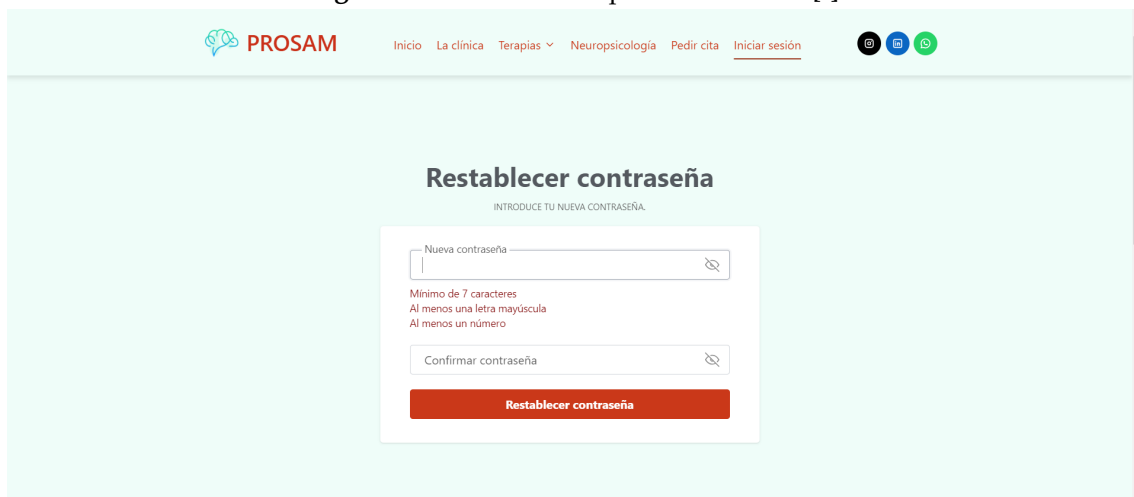 PROSAM
Inicio La clínica Terapias Neuropsicología Pedir cita Iniciar sesión
Restablecer contraseña
INTRODUCE TU NUEVA CONTRASEÑA.
Nueva contraseña
Mínimo de 7 caracteres
Al menos una letra mayúscula
Al menos un número
Confirmar contraseña
Restablecer contraseña